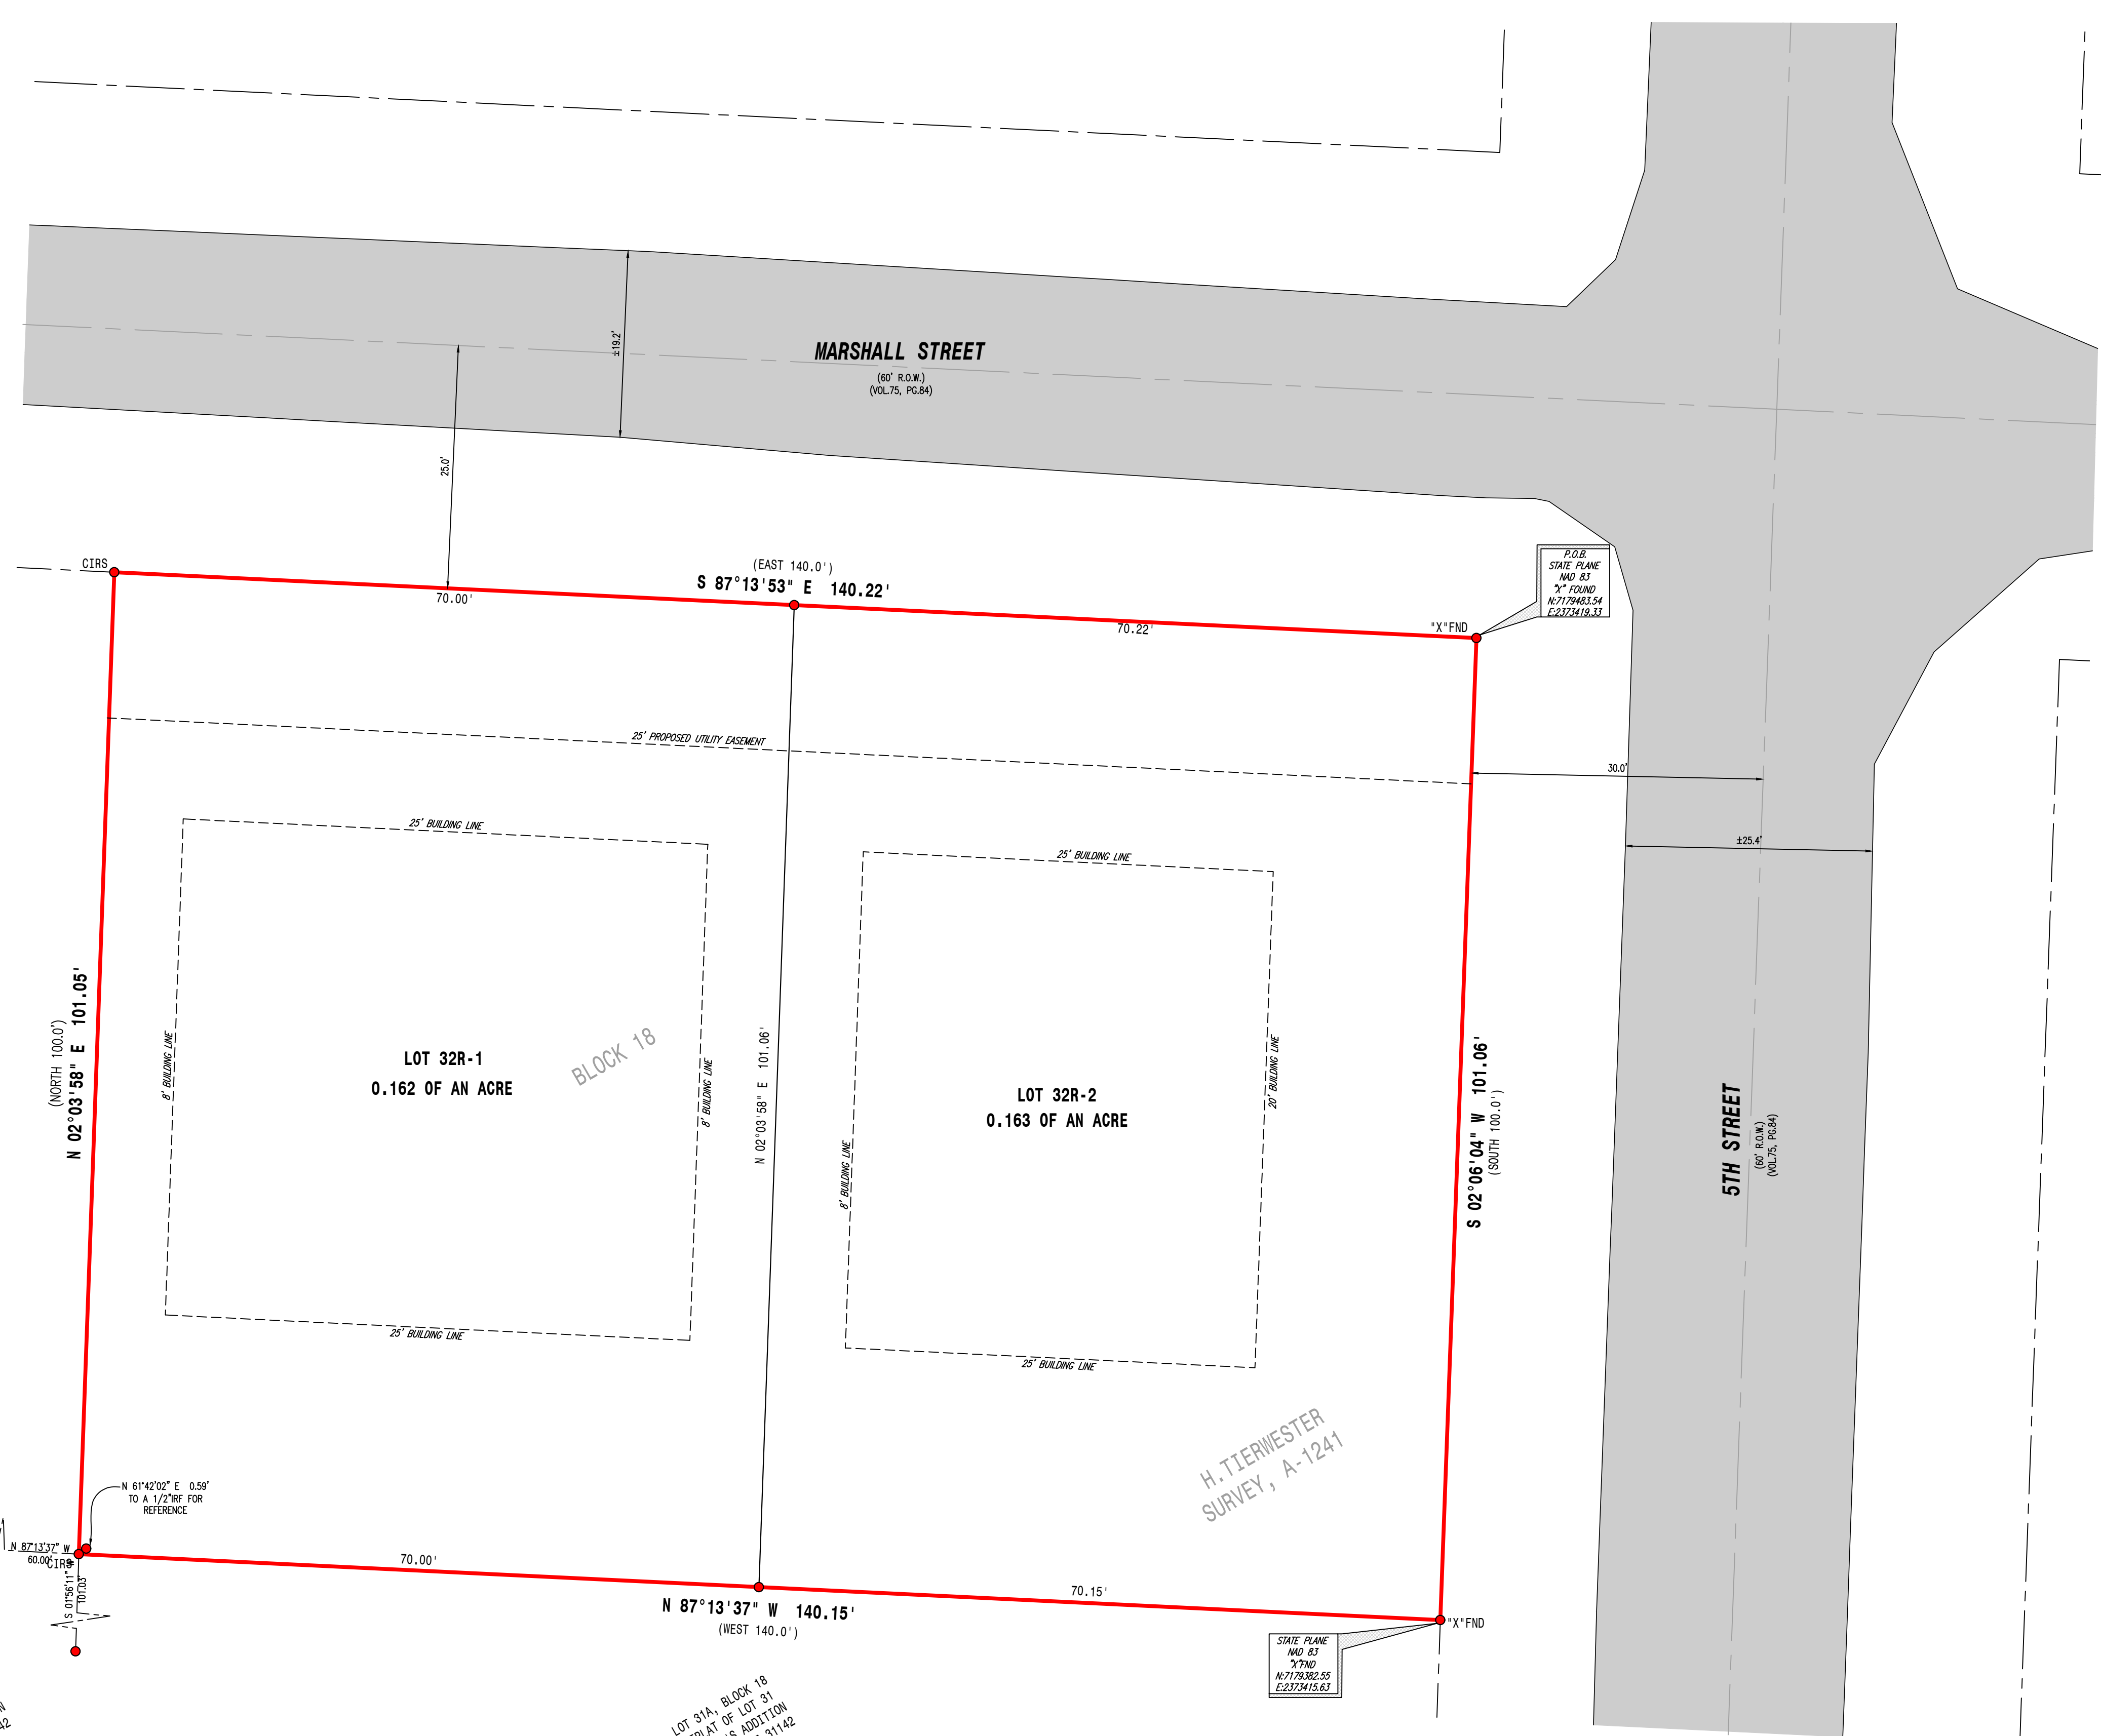 ±19.2'
MARSHALL STREET
(60' R.O.W.)
(VOL.75, PG.84)
25.0'
CIRS
(EAST 140.0')
S 87°13'53" E 140.22'
70.00'
70.22'
"X"FND
P.O.B.
STATE PLANE
NAD 83
"X" FOUND
N:7179483.54
E:2373419.33
25' PROPOSED UTILITY EASEMENT
30.0'
±25.4'
25' BUILDING LINE
25' BUILDING LINE
(NORTH 100.0')
N 02°03'58" E 101.05'
8' BUILDING LINE
LOT 32R-1
0.162 OF AN ACRE
BLOCK 18
8' BUILDING LINE
N 02°03'58" E 101.06'
8' BUILDING LINE
LOT 32R-2
0.163 OF AN ACRE
20' BUILDING LINE
S 02°06'04" W 101.06'
(SOUTH 100.0')
5TH STREET
(60' R.O.W.)
(VOL.75, PG.84)
25' BUILDING LINE
25' BUILDING LINE
H.TIERWESTER
SURVEY, A-1241
N 61°42'02" E 0.59'
TO A 1/2"IRF FOR
REFERENCE
N 87°13'37" W
60.00'
CIRS
S 01°56'11" W
101.03'
70.00'
70.15'
N 87°13'37" W 140.15'
(WEST 140.0')
"X"FND
STATE PLANE
NAD 83
"X"FND
N:7179382.55
E:2373415.63
LOT 31A, BLOCK 18
OF LOT 31
ADDITION
31142